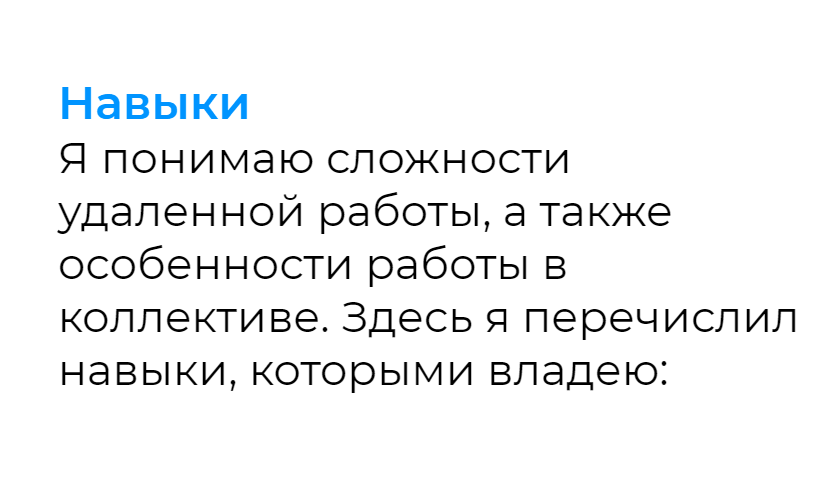 Навыки
Я понимаю сложности
удаленной работы, а также
особенности работы в
коллективе. Здесь я перечислил
навыки, которыми владею: